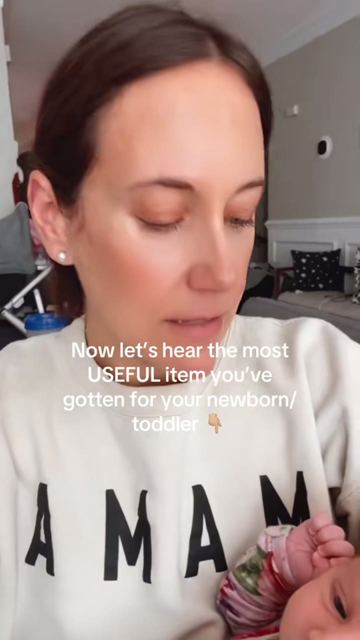 Now let's hear the most
USEFUL item you've
gotten for your newborn/
toddler 👇🏼
AMAM